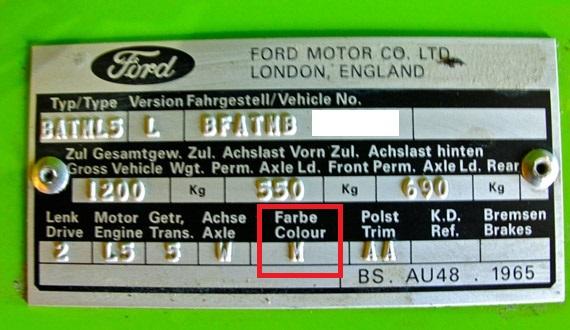 Ford FORD MOTOR CO. LTD.
LONDON, ENGLAND
Typ/Type Version Fahrgestell/Vehicle No.
BATML5 L BFATMB
Zul Gesamtgew. Zul. Achslast Vorn Zul. Achslast hinten
Gross Vehicle Wgt. Perm. Axle Ld. Front Perm. Axle Ld. Rear
1200 Kg 550 Kg 690 Kg
Lenk Motor Getr, Achse Farbe Polst K.D. Bremsen
Drive Engine Trans. Axle Colour Trim Ref. Brakes
2 L5 5 W M AA
BS. AU48 . 1965